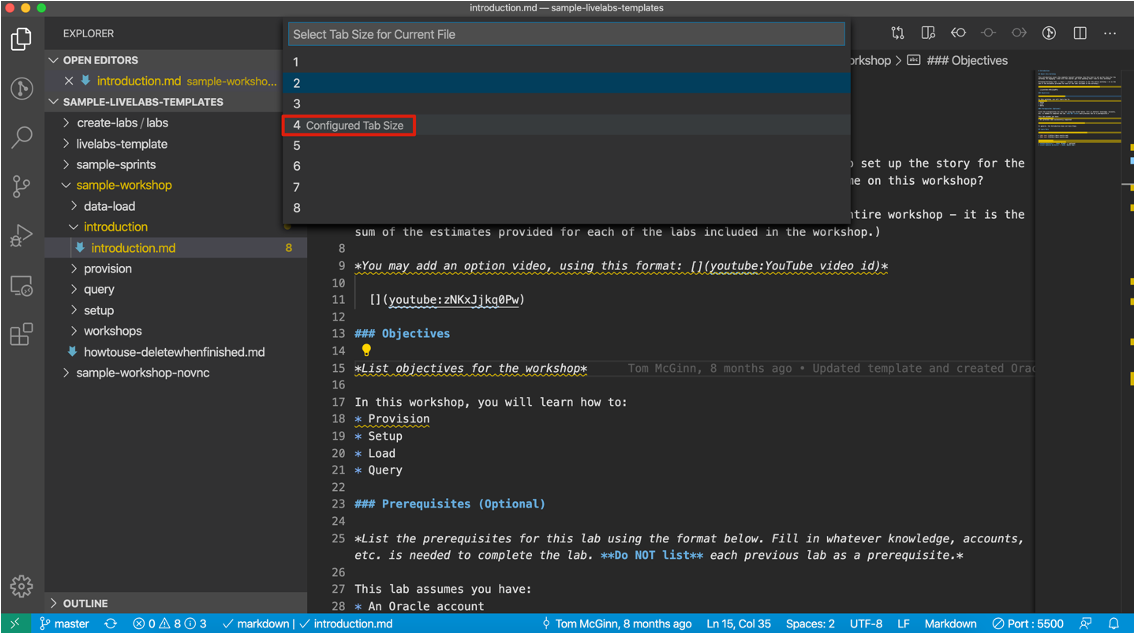 introduction.md — sample-livelabs-templates
EXPLORER
OPEN EDITORS
introduction.md sample-worksho...
SAMPLE-LIVELABS-TEMPLATES
create-labs / labs
livelabs-template
sample-sprints
sample-workshop
data-load
introduction
introduction.md 8
provision
query
setup
workshops
howtouse-deletewhenfinished.md
sample-workshop-novnc
OUTLINE
Select Tab Size for Current File
1
2
3
4 Configured Tab Size
5
6
7
8
orkshop > ### Objectives
o set up the story for the
me on this workshop?
ntire workshop – it is the
sum of the estimates provided for each of the labs included in the workshop.)
8
9 *You may add an option video, using this format: [](youtube:YouTube video id)*
10
11 [](youtube:zNKxJjkq0Pw)
12
13 ### Objectives
14
15 *List objectives for the workshop* Tom McGinn, 8 months ago • Updated template and created Orac
16
17 In this workshop, you will learn how to:
18 * Provision
19 * Setup
20 * Load
21 * Query
22
23 ### Prerequisites (Optional)
24
25 *List the prerequisites for this lab using the format below. Fill in whatever knowledge, accounts,
etc. is needed to complete the lab. **Do NOT list** each previous lab as a prerequisite.*
26
27 This lab assumes you have:
28 * An Oracle account
master 0 8 3 markdown | introduction.md Tom McGinn, 8 months ago Ln 15, Col 35 Spaces: 2 UTF-8 LF Markdown Port : 5500